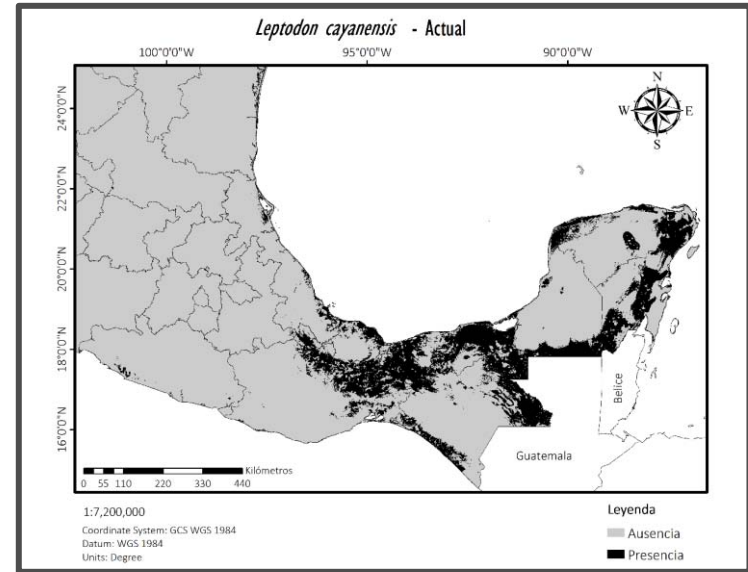 Leptodon cayanensis - Actual
100°0'0"W 95°0'0"W 90°0'0"W
N
W E
S
24°0'0"N
22°0'0"N
20°0'0"N
18°0'0"N
16°0'0"N
Belice
Guatemala
Kilómetros
0 55 110 220 330 440
1:7,200,000
Coordinate System: GCS WGS 1984
Datum: WGS 1984
Units: Degree
Leyenda
Ausencia
Presencia